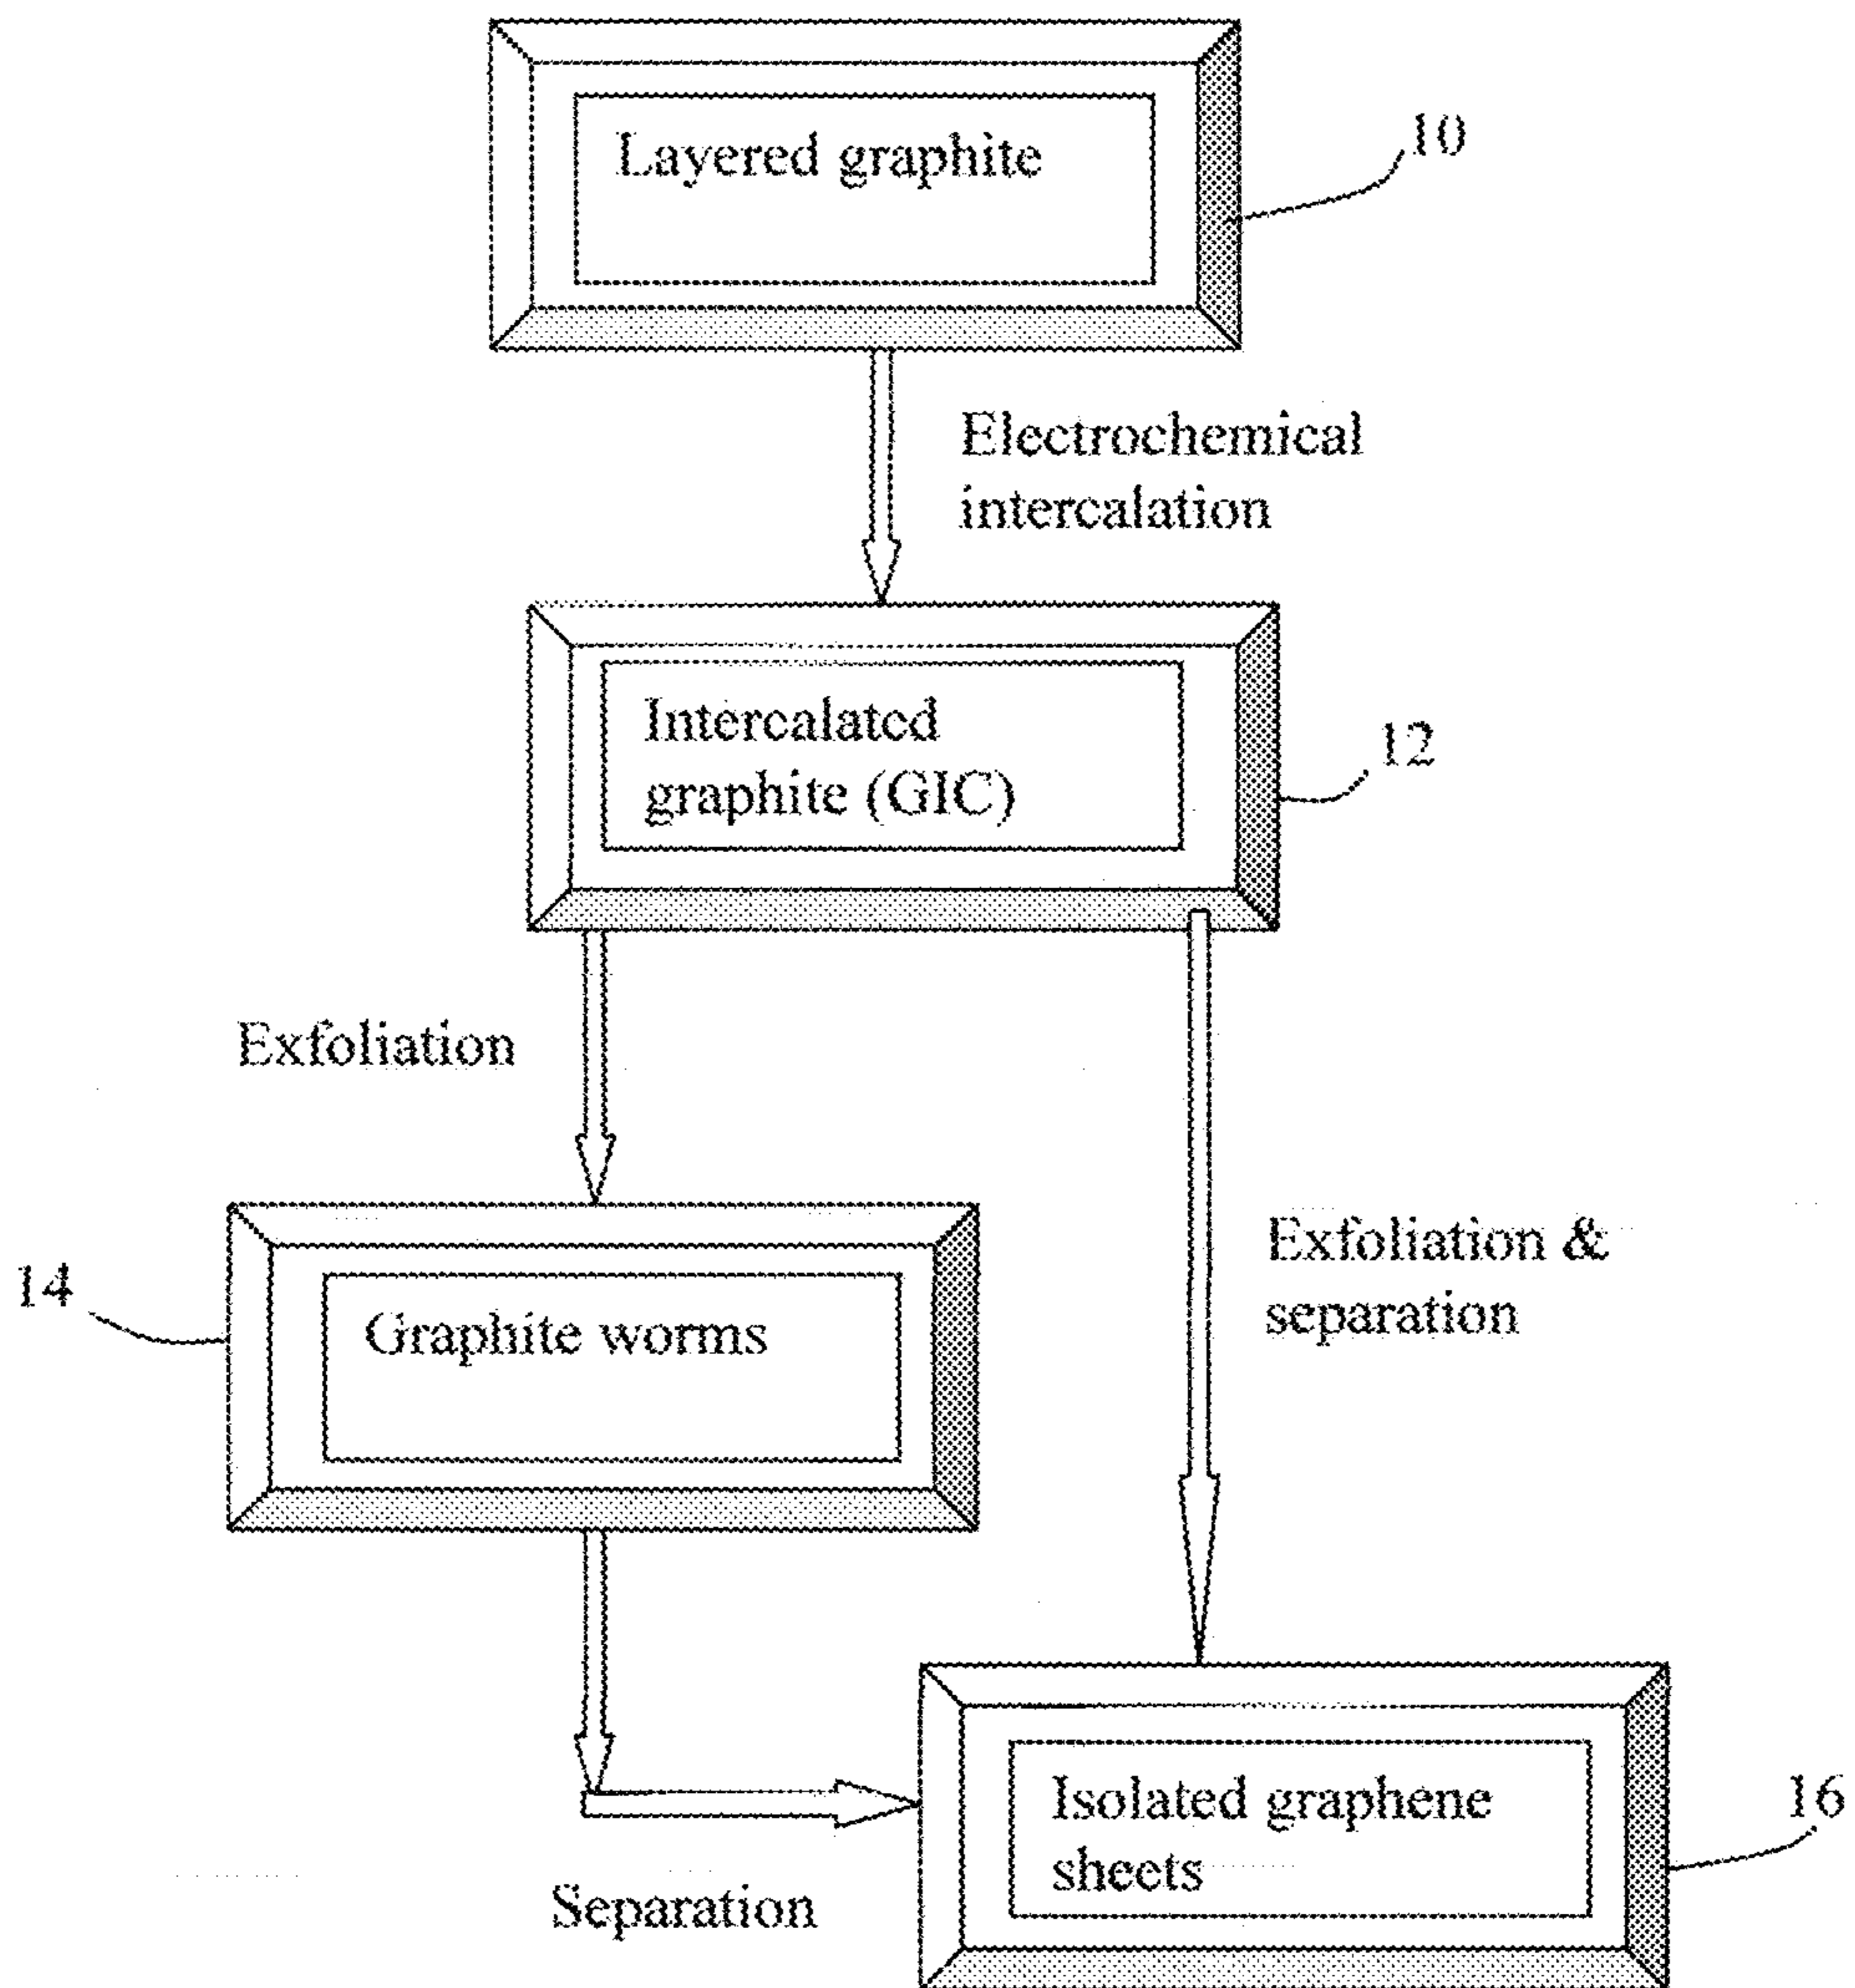 Layered graphite
10
Electrochemical
intercalation
Intercalated
graphite (GIC)
12
Exfoliation
Exfoliation &
separation
14
Graphite worms
Isolated graphene
sheets
16
Separation